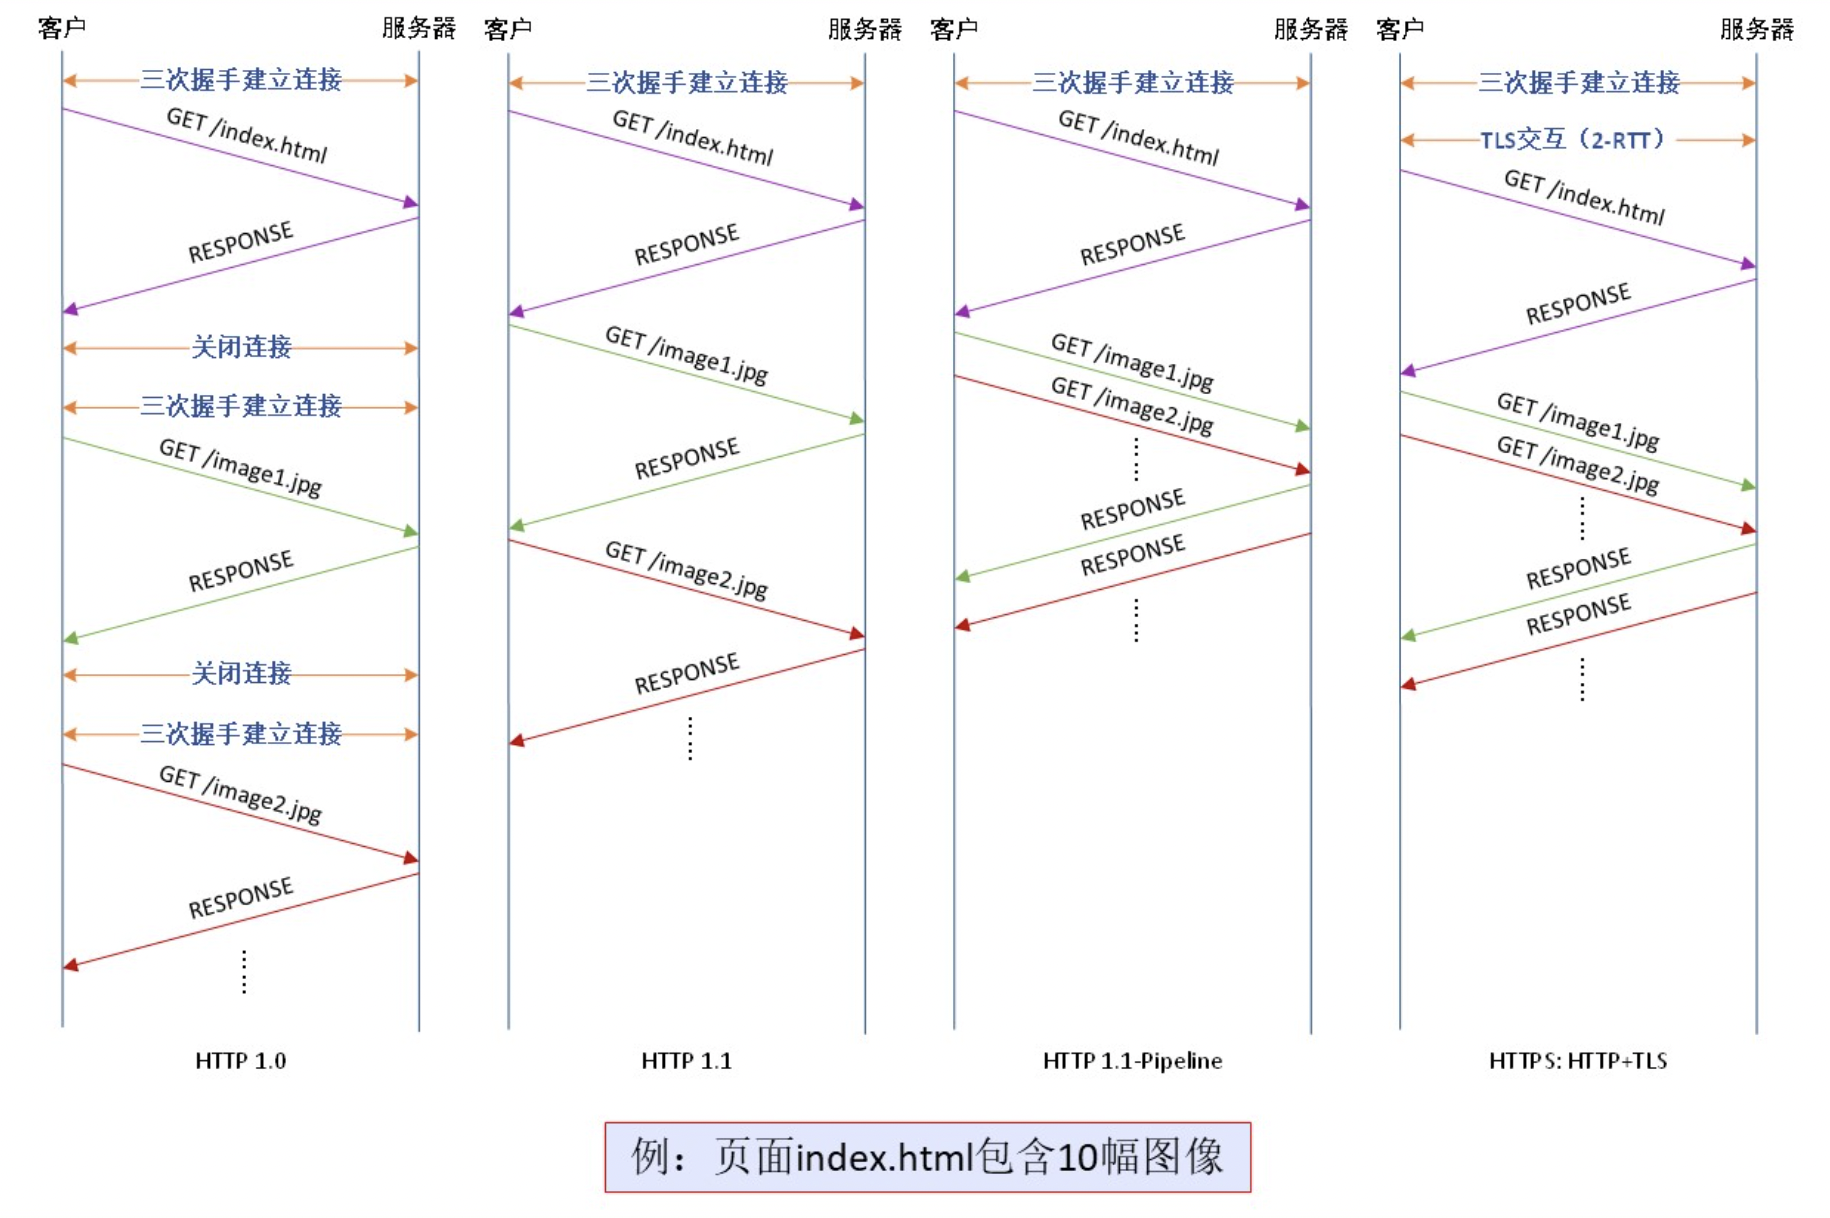 客户
服务器
三次握手建立连接
GET /index.html
RESPONSE
关闭连接
三次握手建立连接
GET /image1.jpg
RESPONSE
关闭连接
三次握手建立连接
GET /image2.jpg
RESPONSE
HTTP 1.0
客户
服务器
三次握手建立连接
GET /index.html
RESPONSE
GET /image1.jpg
RESPONSE
GET /image2.jpg
RESPONSE
HTTP 1.1
客户
服务器
三次握手建立连接
GET /index.html
RESPONSE
GET /image1.jpg
GET /image2.jpg
RESPONSE
RESPONSE
HTTP 1.1-Pipeline
客户
服务器
三次握手建立连接
TLS交互（2-RTT）
GET /index.html
RESPONSE
GET /image1.jpg
GET /image2.jpg
RESPONSE
RESPONSE
HTTPS: HTTP+TLS
例：页面index.html包含10幅图像